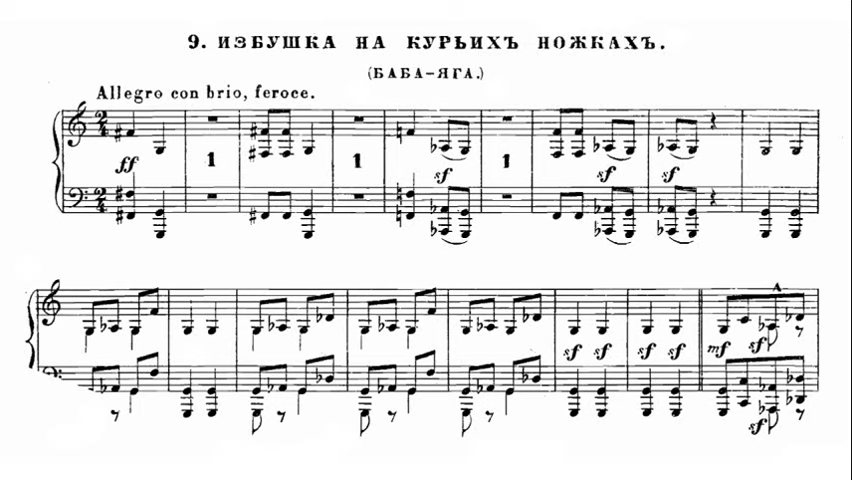 9. ИЗБУШКА НА КУРЬИХЪ НОЖКАХЪ.
(БАБА-ЯГА.)
Allegro con brio, feroce.
1 1 1
ff sf sf sf
sf sf sf sf mf sf
sf